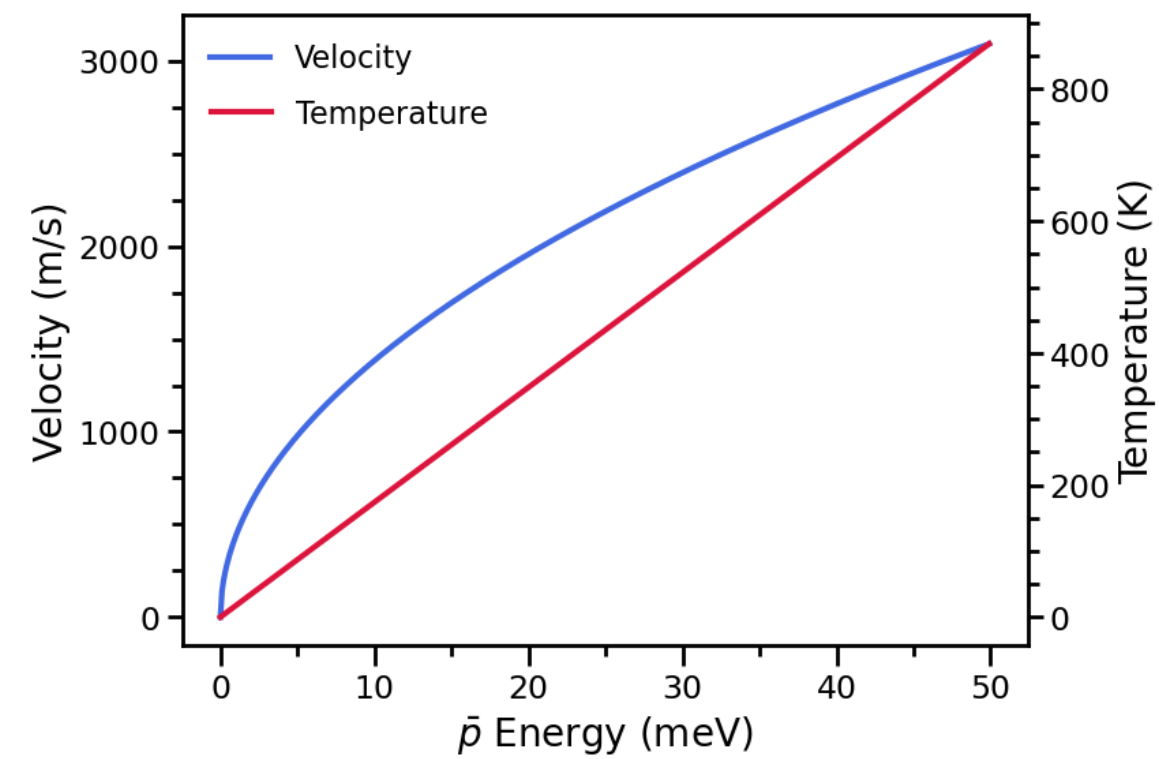 Velocity
Temperature
Velocity (m/s)
3000
2000
1000
0
Temperature (K)
800
600
400
200
0
0 10 20 30 40 50
p̄ Energy (meV)